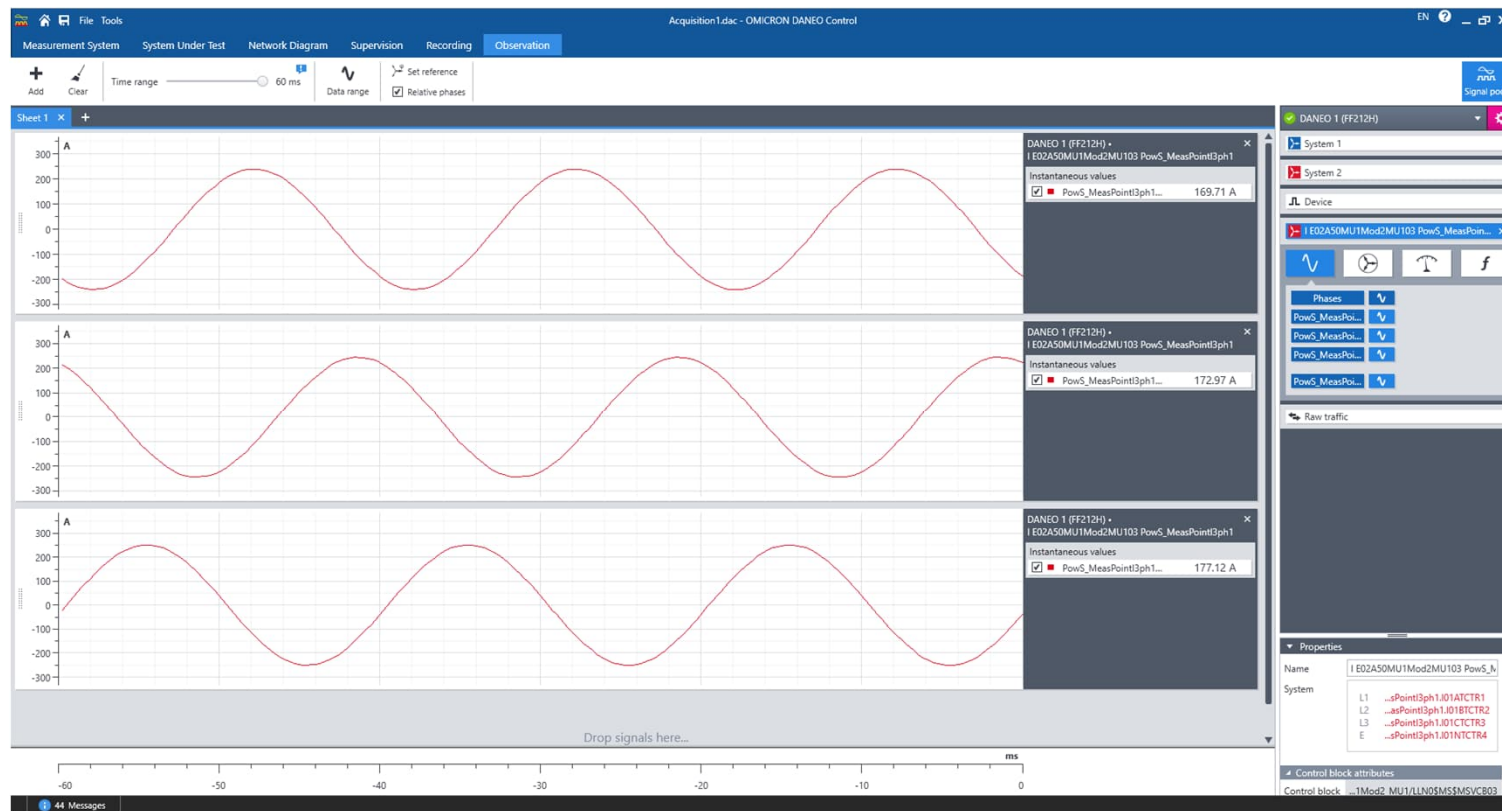 File Tools Acquisition1.dac - OMICRON DANEO Control EN ?
Measurement System System Under Test Network Diagram Supervision Recording Observation
Add Clear Time range 60 ms Data range Set reference
Relative phases
Signal poo
Sheet 1 × +
A
300
200
100
0
-100
-200
-300
DANEO 1 (FF212H) •
I E02A50MU1Mod2MU103 PowS_MeasPointI3ph1
Instantaneous values
PowS_MeasPointI3ph1... 169.71 A
A
300
200
100
0
-100
-200
-300
DANEO 1 (FF212H) •
I E02A50MU1Mod2MU103 PowS_MeasPointI3ph1
Instantaneous values
PowS_MeasPointI3ph1... 172.97 A
A
300
200
100
0
-100
-200
-300
DANEO 1 (FF212H) •
I E02A50MU1Mod2MU103 PowS_MeasPointI3ph1
Instantaneous values
PowS_MeasPointI3ph1... 177.12 A
Drop signals here...
ms
-60 -50 -40 -30 -20 -10 0
44 Messages
DANEO 1 (FF212H)
System 1
System 2
Device
I E02A50MU1Mod2MU103 PowS_MeasPoin...
f
Phases
PowS_MeasPoi...
PowS_MeasPoi...
PowS_MeasPoi...
PowS_MeasPoi...
Raw traffic
Properties
Name I E02A50MU1Mod2MU103 PowS_M
System
L1 ...sPointI3ph1.I01ATCTR1
L2 ...asPointI3ph1.I01BTCTR2
L3 ...sPointI3ph1.I01CTCTR3
E ...sPointI3ph1.I01NTCTR4
Control block attributes
Control block ...1Mod2_MU1/LLN0$MS$MSVCB03